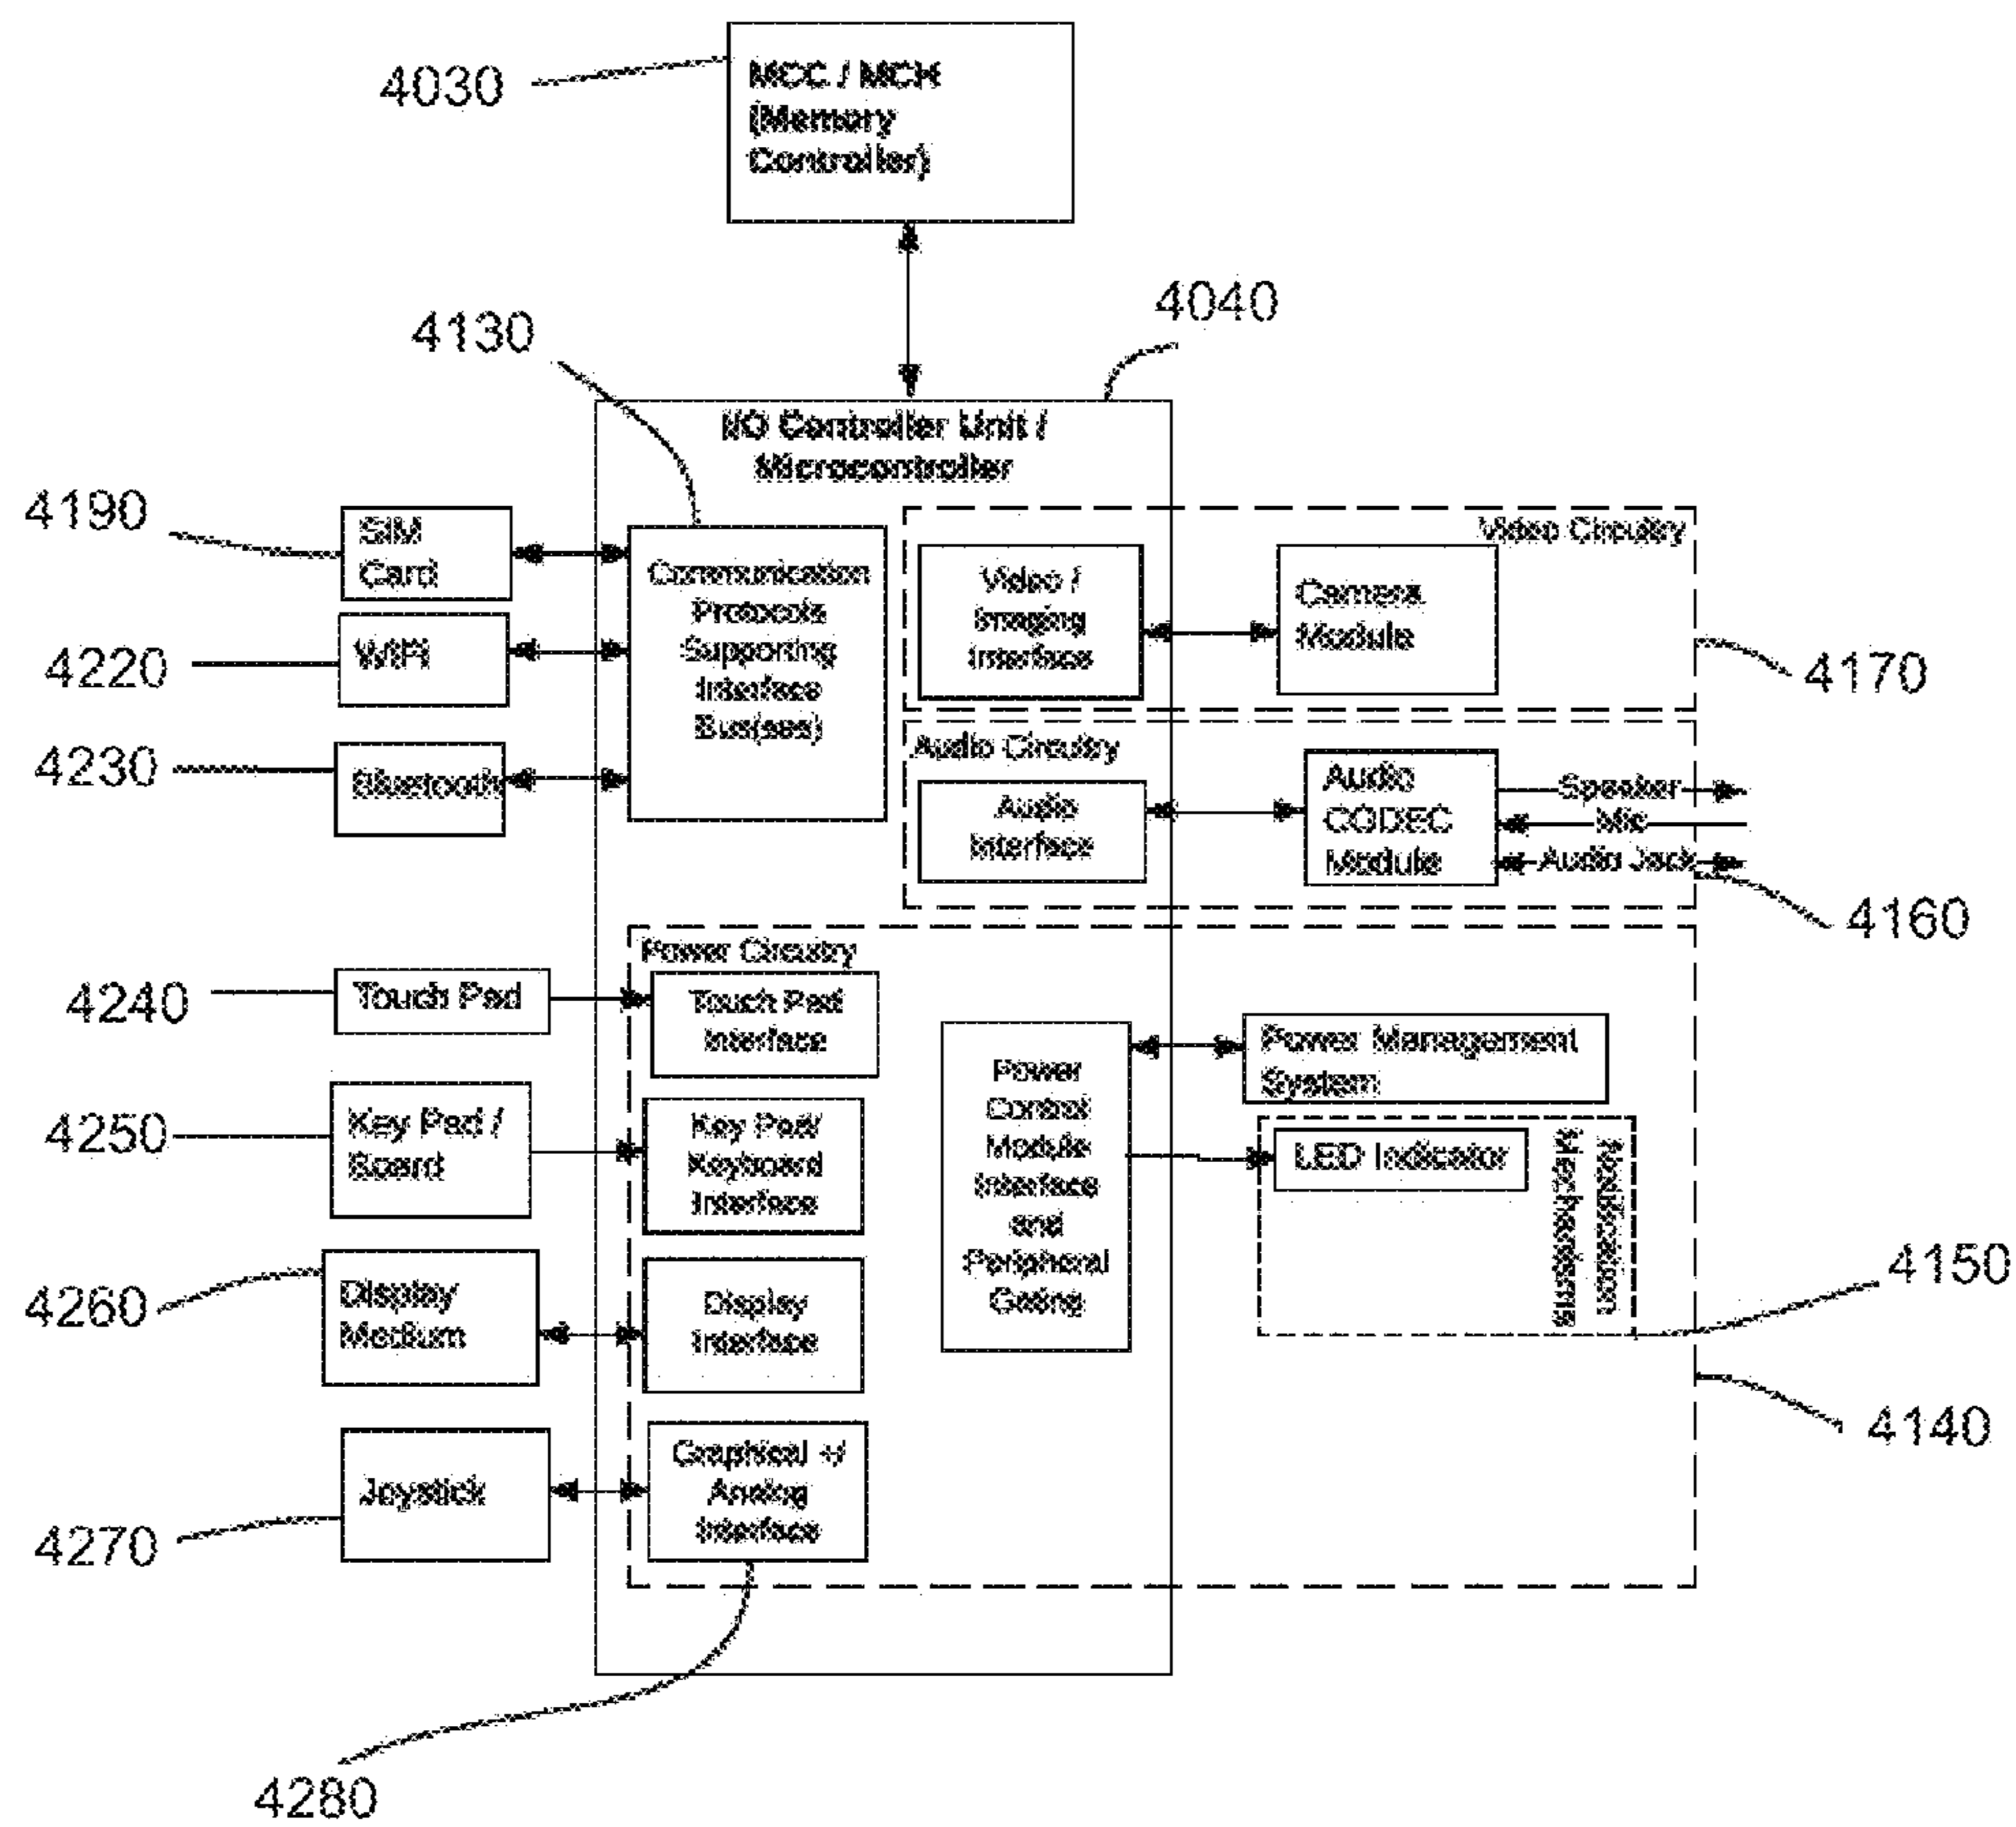 4030
MCC / MCH
(Memory
Controller)
4040
4130
I/O Controller Unit /
Microcontroller
4190
SIM
Card
4220
WiFi
4230
Bluetooth
Communication
Protocols
Supporting
Interface
Bus(ses)
Video Circuitry
Video /
Imaging
Interface
Camera
Module
4170
Audio Circuitry
Audio
Interface
Audio
CODEC
Module
Speaker
Mic
Audio Jack
4160
Power Circuitry
4240
Touch Pad
Touch Pad
Interface
4250
Key Pad /
Board
Key Pad/
Keyboard
Interface
4260
Display
Medium
Display
Interface
4270
Joystick
Graphical +/
Analog
Interface
4280
Power
Control
Module
Interface
and
Peripheral
Gating
Power Management
System
LED Indicator
Notification
Mechanisms
4150
4140